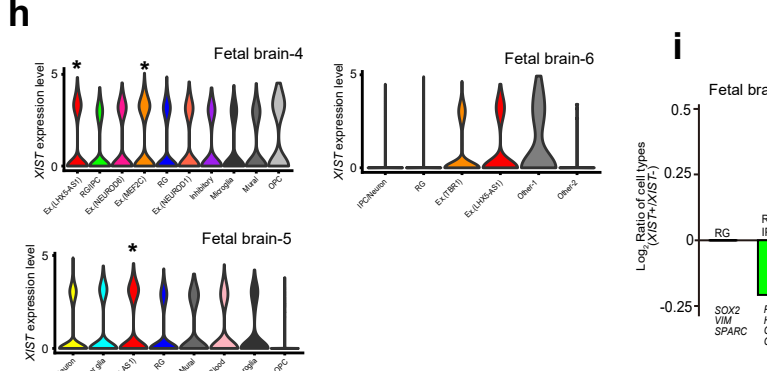 h
Fetal brain-4
XIST expression level
5
0
* *
Ex.(LHX5-AS1)
RG/IPC
Ex.(NEUROD6)
Ex.(MEF2C)
RG
Ex.(NEUROD1)
Inhibitory
Microglia
Mural
OPC
Fetal brain-6
XIST expression level
5
0
IPC/Neuron
RG
Ex.(TBR1)
Ex.(LHX5-AS1)
Other-1
Other-2
Fetal brain-5
XIST expression level
5
0
*
RG
Mural
OPC
i
Fetal bra
Log2 Ratio of cell types
(XIST+/XIST-)
0.5
0.25
0
-0.25
RG
SOX2
VIM
SPARC